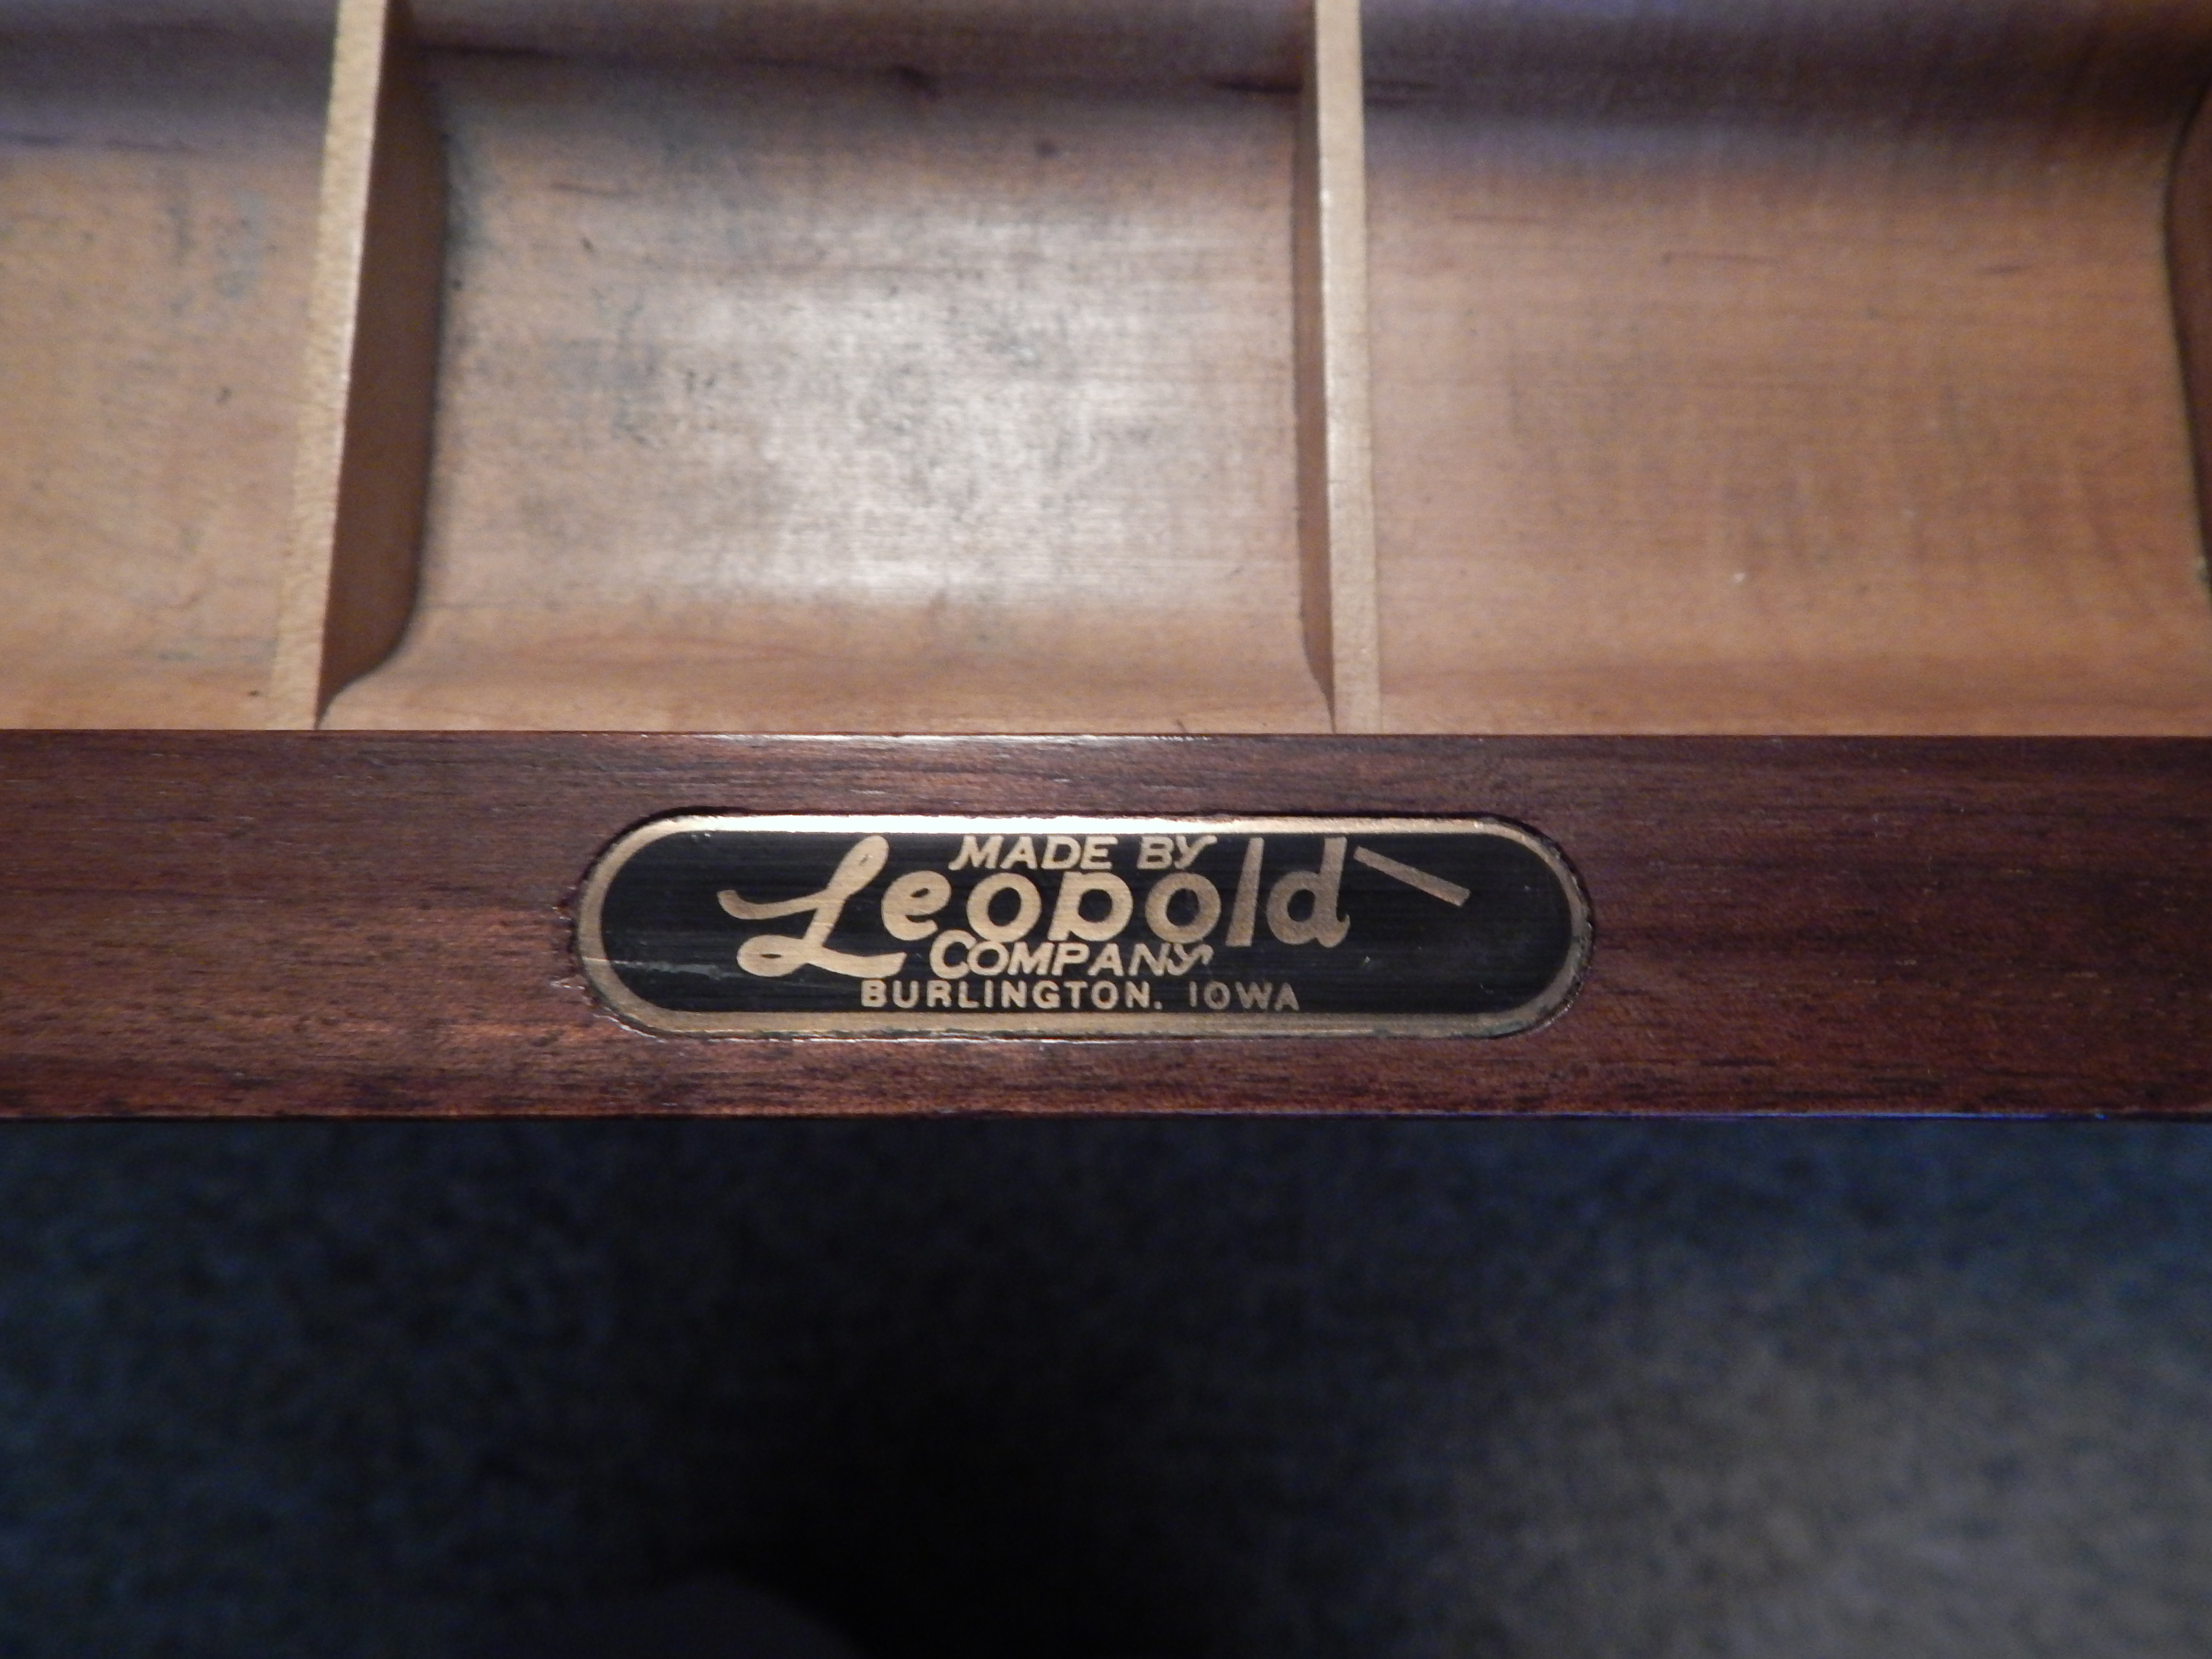 MADE BY
Leopold
COMPANY
BURLINGTON. IOWA